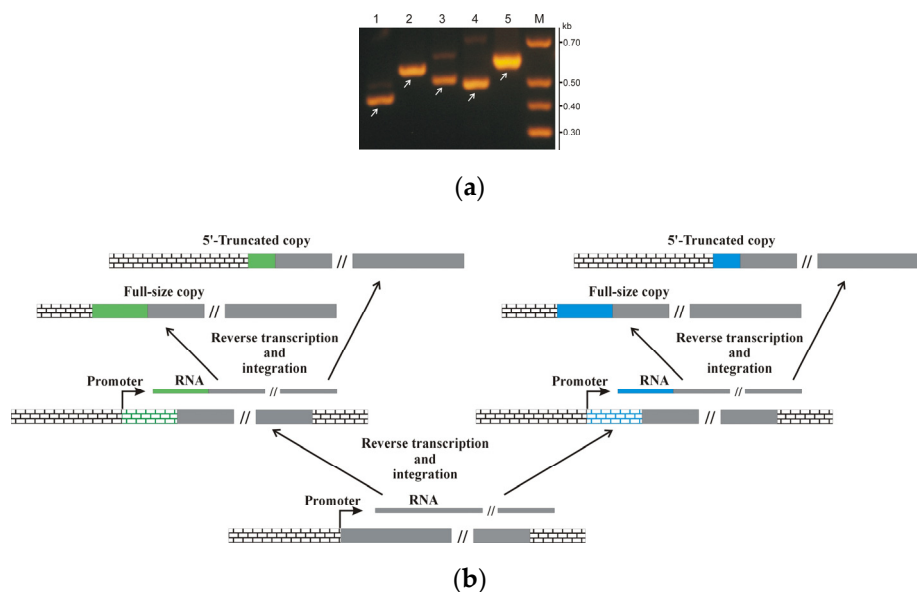 1 2 3 4 5 M
kb
0.70
0.50
0.40
0.30
(a)
5'-Truncated copy
//
Full-size copy
//
Reverse transcription
and
integration
Promoter
RNA
//
//
5'-Truncated copy
//
Full-size copy
//
Reverse transcription
and
integration
Promoter
RNA
//
//
Reverse transcription
and
integration
Promoter
RNA
//
//
(b)